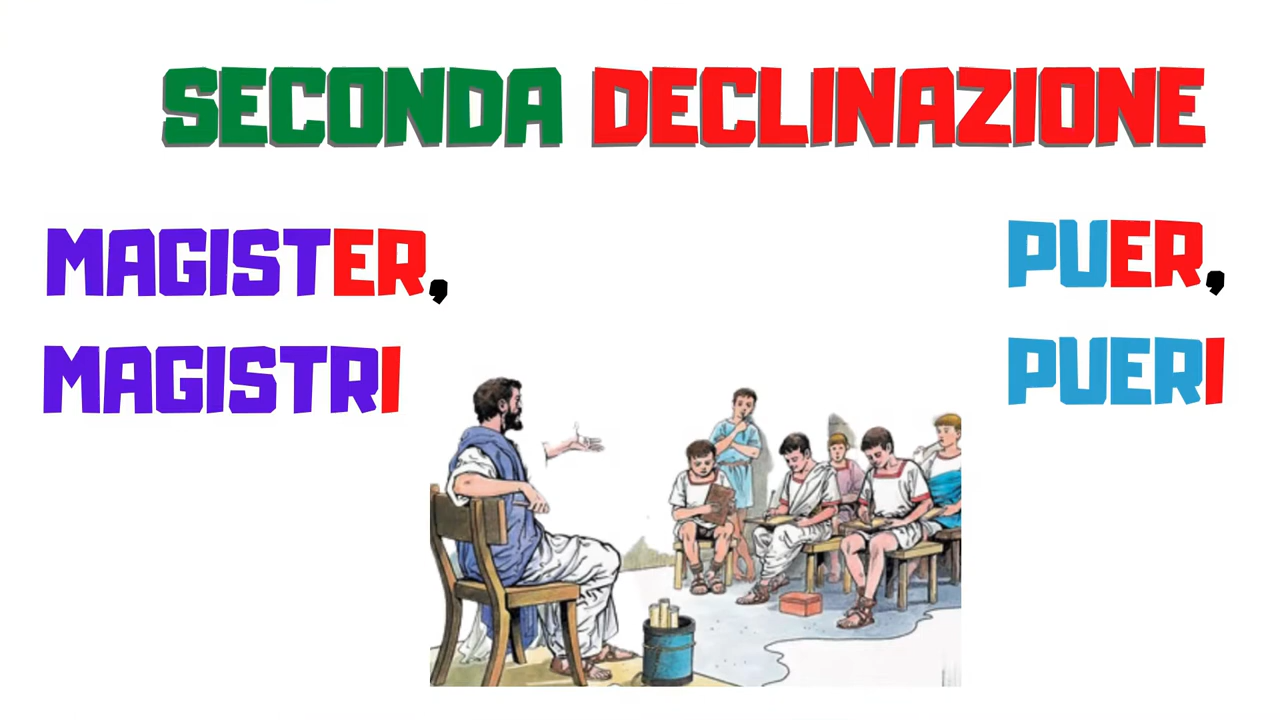 SECONDA DECLINAZIONE
MAGISTER,
MAGISTRI
PUER,
PUERI